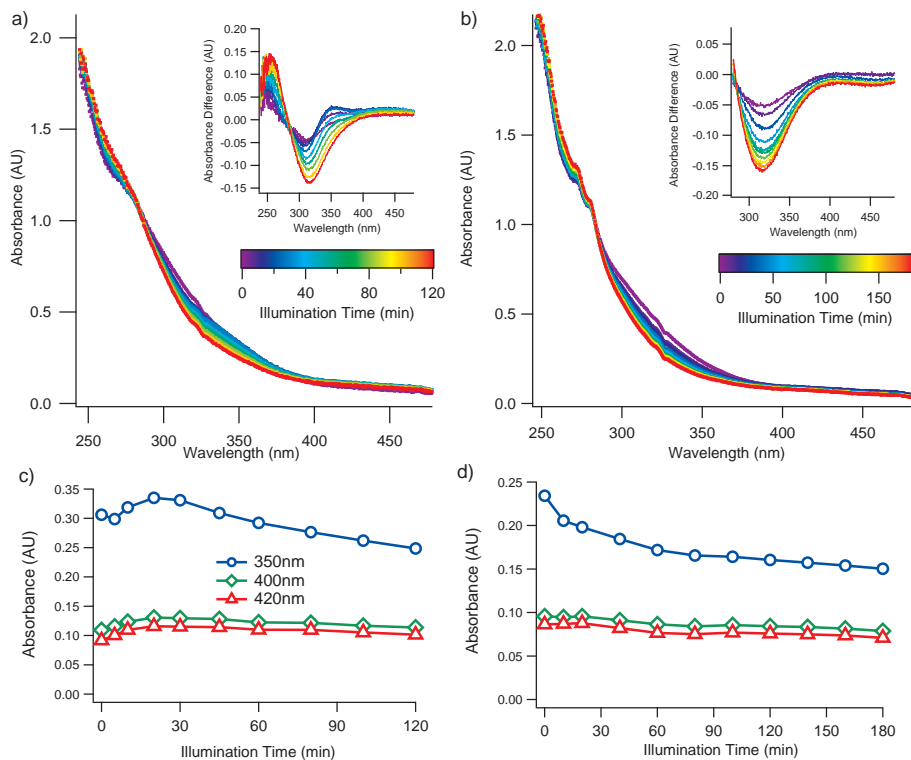 a)
2.0
1.5
1.0
0.5
0.0
Absorbance (AU)
250 300 350 400 450
Wavelength (nm)
0.20
0.15
0.10
0.05
0.00
-0.05
-0.10
-0.15
Absorbance Difference (AU)
250 300 350 400 450
Wavelength (nm)
0 40 80 120
Illumination Time (min)
b)
2.0
1.5
1.0
0.5
0.0
Absorbance (AU)
250 300 350 400 450
Wavelength (nm)
0.05
0.00
-0.05
-0.10
-0.15
-0.20
Absorbance Difference (AU)
300 350 400 450
Wavelength (nm)
0 50 100 150
Illumination Time (min)
c)
0.35
0.30
0.25
0.20
0.15
0.10
0.05
0.00
Absorbance (AU)
350nm
400nm
420nm
0 30 60 90 120
Illumination Time (min)
d)
0.25
0.20
0.15
0.10
0.05
0.00
Absorbance (AU)
0 30 60 90 120 150 180
Illumination Time (min)